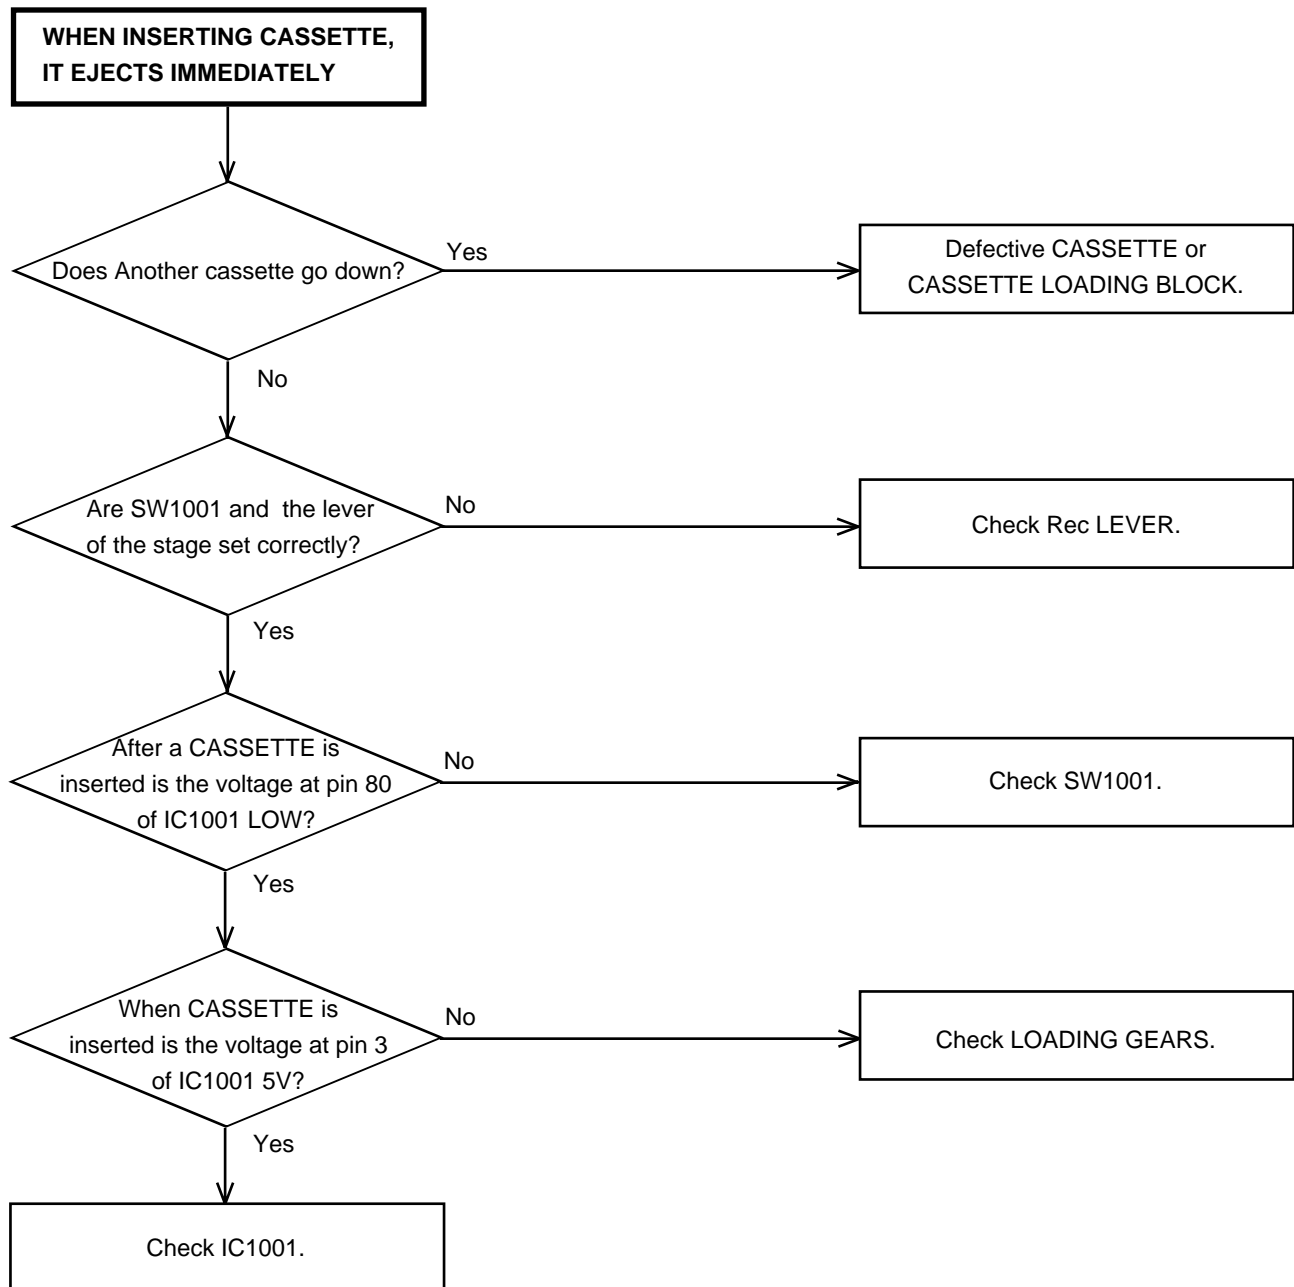 WHEN INSERTING CASSETTE,
IT EJECTS IMMEDIATELY
Does Another cassette go down?
Yes
Defective CASSETTE or
CASSETTE LOADING BLOCK.
No
Are SW1001 and the lever
of the stage set correctly?
No
Check Rec LEVER.
Yes
After a CASSETTE is
inserted is the voltage at pin 80
of IC1001 LOW?
No
Check SW1001.
Yes
When CASSETTE is
inserted is the voltage at pin 3
of IC1001 5V?
No
Check LOADING GEARS.
Yes
Check IC1001.